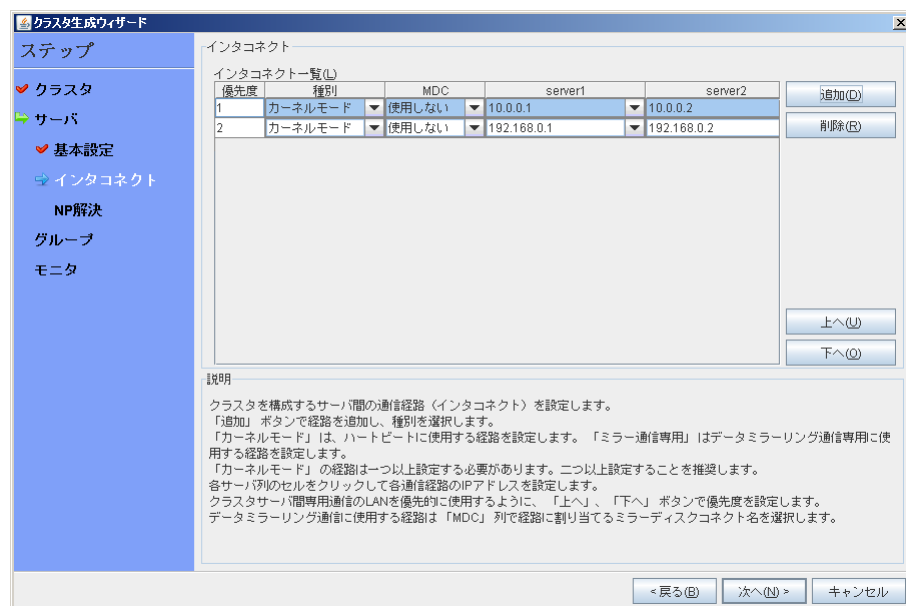 クラスタ生成ウィザード
ステップ
クラスタ
サーバ
基本設定
インタコネクト
NP解決
グループ
モニタ
インタコネクト
インタコネクト一覧(L)
優先度 種別 MDC server1 server2
1 カーネルモード 使用しない 10.0.0.1 10.0.0.2
2 カーネルモード 使用しない 192.168.0.1 192.168.0.2
追加(D)
削除(R)
上へ(U)
下へ(O)
説明
クラスタを構成するサーバ間の通信経路（インタコネクト）を設定します。
「追加」 ボタンで経路を追加し、種別を選択します。
「カーネルモード」 は、ハートビートに使用する経路を設定します。 「ミラー通信専用」 はデータミラーリング通信専用に使
用する経路を設定します。
「カーネルモード」 の経路は一つ以上設定する必要があります。二つ以上設定することを推奨します。
各サーバ列のセルをクリックして各通信経路のIPアドレスを設定します。
クラスタサーバ間専用通信のLANを優先的に使用するように、 「上へ」、 「下へ」 ボタンで優先度を設定します。
データミラーリング通信に使用する経路は 「MDC」 列で経路に割り当てるミラーディスクコネクト名を選択します。
<戻る(B)
次へ(N)>
キャンセル